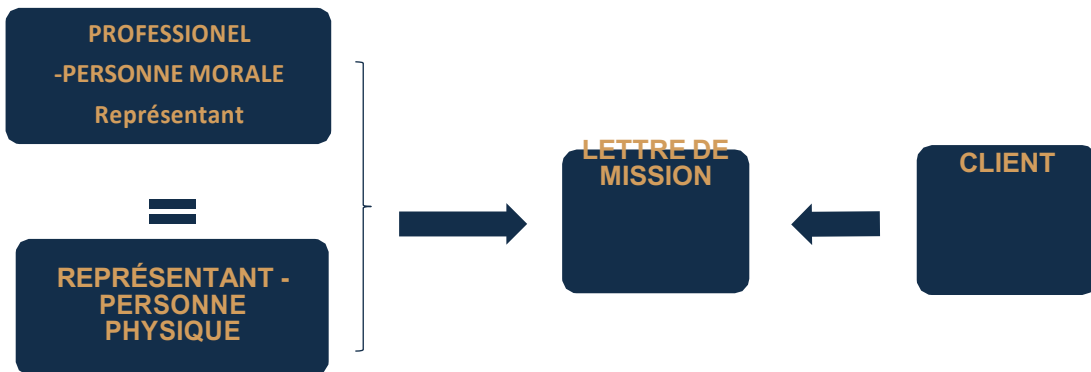 PROFESSIONEL
-PERSONNE MORALE
Représentant
REPRÉSENTANT -
PERSONNE
PHYSIQUE
LETTRE DE
MISSION
CLIENT